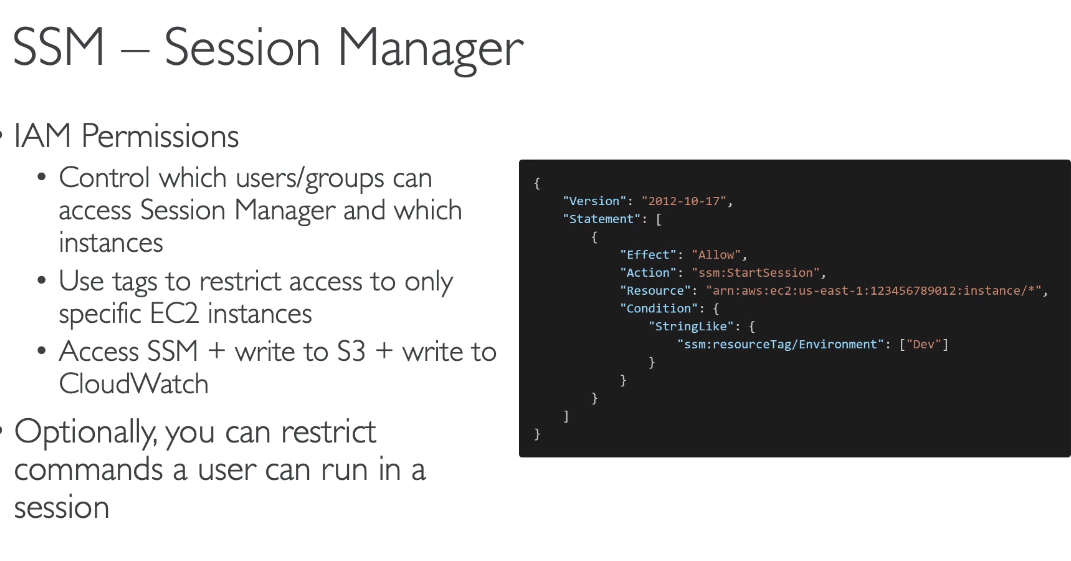 SSM – Session Manager
• IAM Permissions
• Control which users/groups can
access Session Manager and which
instances
• Use tags to restrict access to only
specific EC2 instances
• Access SSM + write to S3 + write to
CloudWatch
• Optionally, you can restrict
commands a user can run in a
session
{
    "Version": "2012-10-17",
    "Statement": [
        {
            "Effect": "Allow",
            "Action": "ssm:StartSession",
            "Resource": "arn:aws:ec2:us-east-1:123456789012:instance/*",
            "Condition": {
                "StringLike": {
                    "ssm:resourceTag/Environment": ["Dev"]
                }
            }
        }
    ]
}